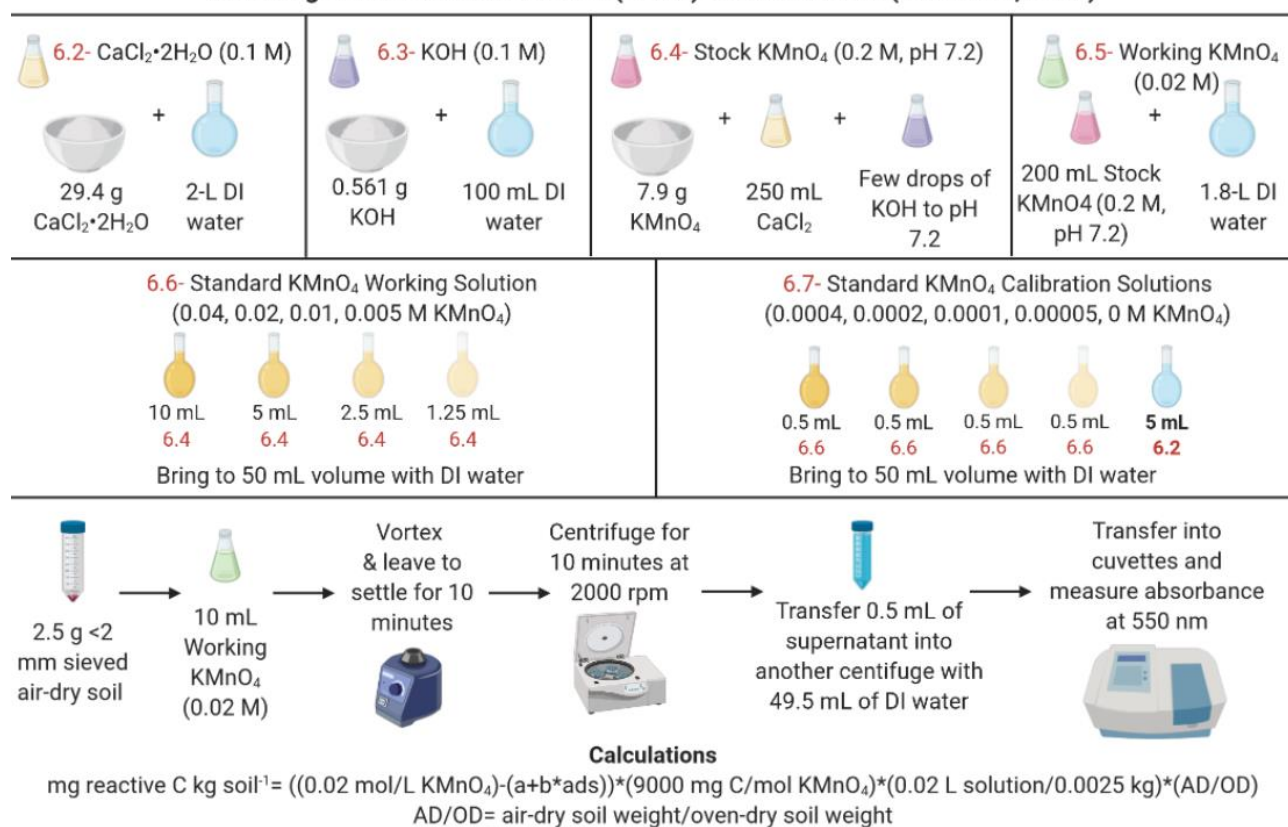 6.2- CaCl₂•2H₂O (0.1 M)
29.4 g
CaCl₂•2H₂O
+
2-L DI
water
6.3- KOH (0.1 M)
0.561 g
KOH
+
100 mL DI
water
6.4- Stock KMnO₄ (0.2 M, pH 7.2)
7.9 g
KMnO₄
+
250 mL
CaCl₂
+
Few drops of
KOH to pH
7.2
6.5- Working KMnO₄
(0.02 M)
200 mL Stock
KMnO4 (0.2 M,
pH 7.2)
+
1.8-L DI
water
6.6- Standard KMnO₄ Working Solution
(0.04, 0.02, 0.01, 0.005 M KMnO₄)
10 mL 5 mL 2.5 mL 1.25 mL
6.4 6.4 6.4 6.4
Bring to 50 mL volume with DI water
6.7- Standard KMnO₄ Calibration Solutions
(0.0004, 0.0002, 0.0001, 0.00005, 0 M KMnO₄)
0.5 mL 0.5 mL 0.5 mL 0.5 mL 5 mL
6.6 6.6 6.6 6.6 6.2
Bring to 50 mL volume with DI water
2.5 g <2
mm sieved
air-dry soil
10 mL
Working
KMnO₄
(0.02 M)
Vortex
& leave to
settle for 10
minutes
Centrifuge for
10 minutes at
2000 rpm
Transfer 0.5 mL of
supernatant into
another centifuge with
49.5 mL of DI water
Transfer into
cuvettes and
measure absorbance
at 550 nm
Calculations
mg reactive C kg soil⁻¹= ((0.02 mol/L KMnO₄)-(a+b*ads))*(9000 mg C/mol KMnO₄)*(0.02 L solution/0.0025 kg)*(AD/OD)
AD/OD= air-dry soil weight/oven-dry soil weight